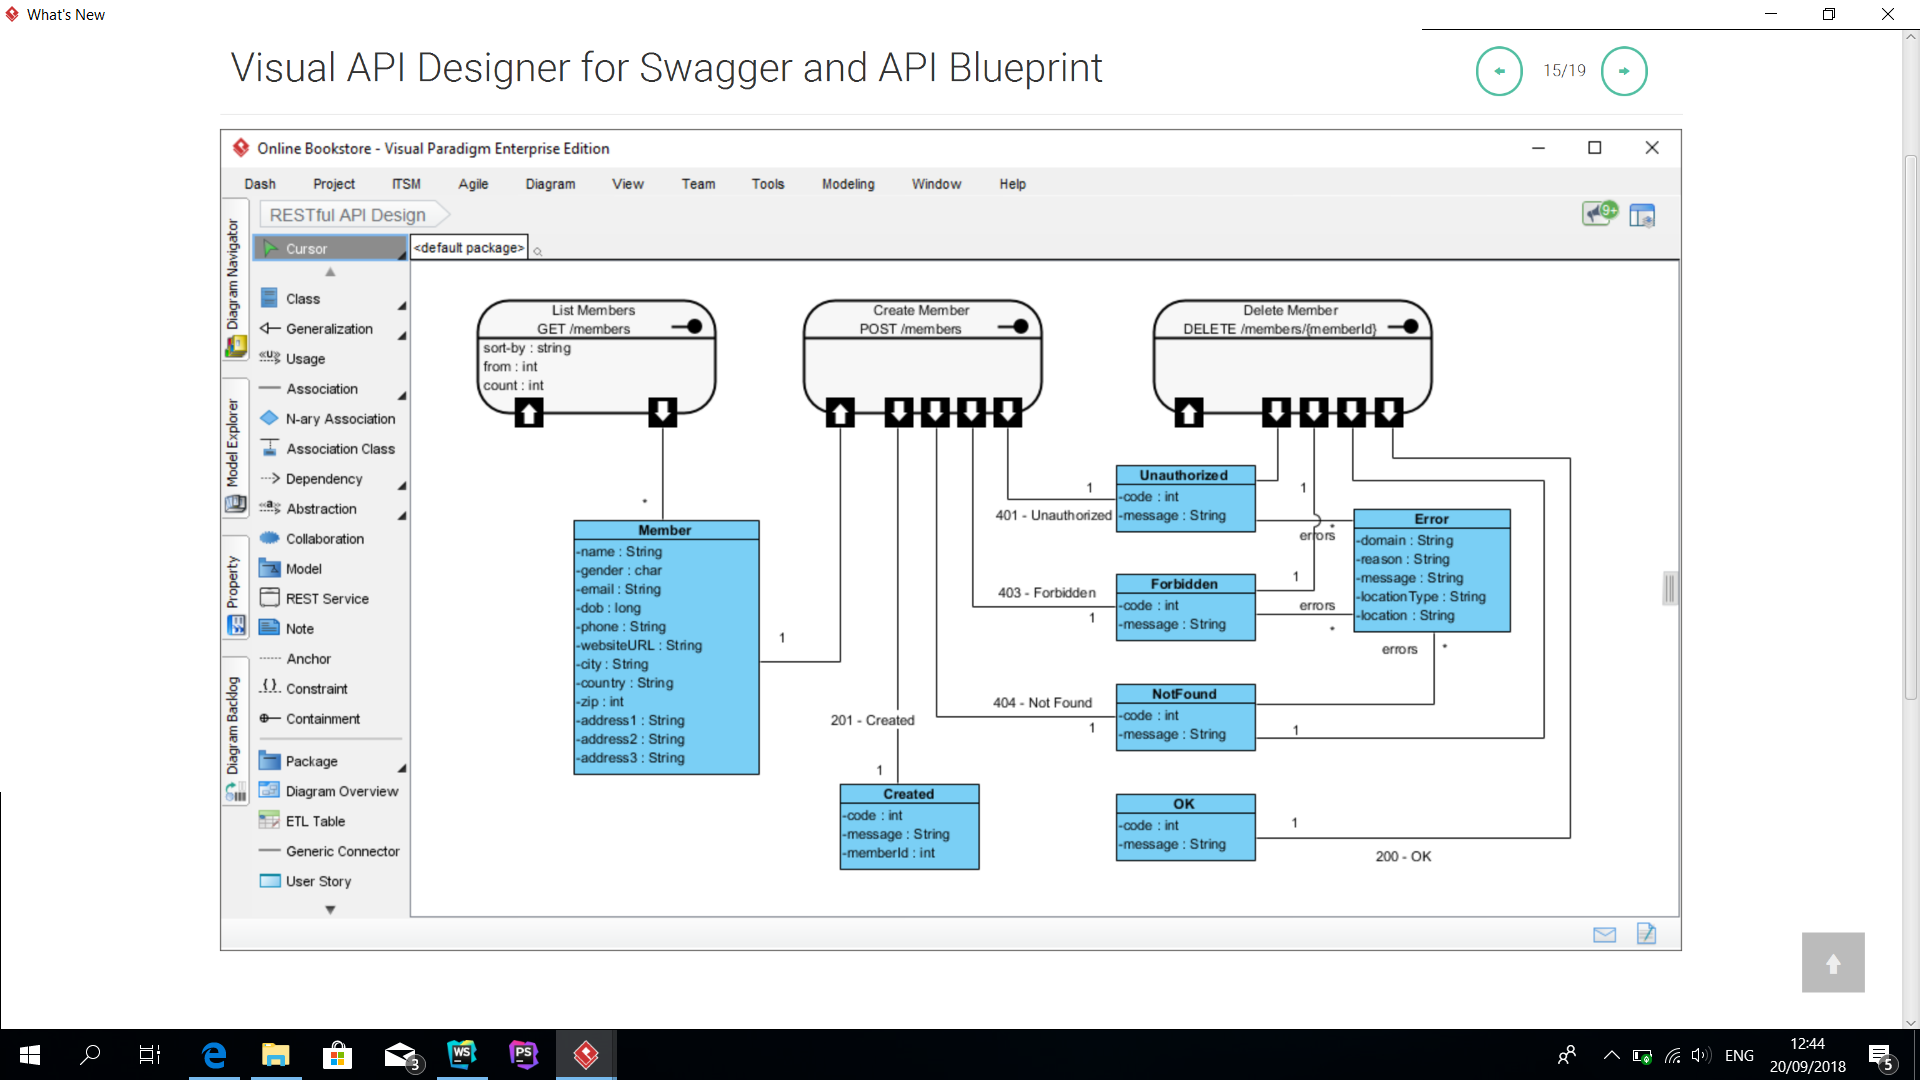 What's New
Visual API Designer for Swagger and API Blueprint
15/19
Online Bookstore - Visual Paradigm Enterprise Edition
Dash Project ITSM Agile Diagram View Team Tools Modeling Window Help
RESTful API Design
9+
Diagram Navigator
Model Explorer
Property
Diagram Backlog
Cursor
Class
Generalization
«U» Usage
Association
N-ary Association
Association Class
Dependency
«a» Abstraction
Collaboration
Model
REST Service
Note
Anchor
{} Constraint
Containment
Package
Diagram Overview
ETL Table
Generic Connector
User Story
<default package>
List Members
GET /members
sort-by : string
from : int
count : int
Create Member
POST /members
Delete Member
DELETE /members/{memberId}
*
Member
-name : String
-gender : char
-email : String
-dob : long
-phone : String
-websiteURL : String
-city : String
-country : String
-zip : int
-address1 : String
-address2 : String
-address3 : String
1
201 - Created
1
Created
-code : int
-message : String
-memberId : int
1
401 - Unauthorized
Unauthorized
-code : int
-message : String
1
*
errors
403 - Forbidden
1
Forbidden
-code : int
-message : String
1
errors
*
Error
-domain : String
-reason : String
-message : String
-locationType : String
-location : String
errors *
404 - Not Found
1
NotFound
-code : int
-message : String
1
OK
-code : int
-message : String
1
200 - OK
3
WS
PS
ENG
12:44
20/09/2018
5